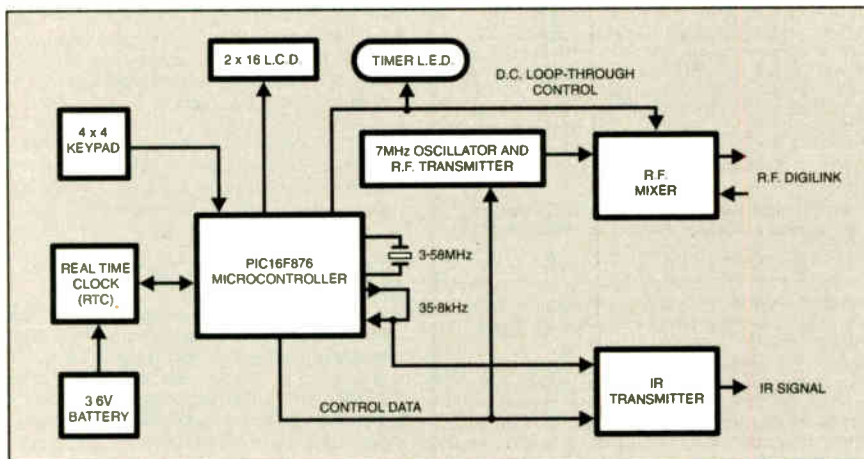 2 x 16 L.C.D.
TIMER L.E.D.
D.C. LOOP-THROUGH
CONTROL
4 x 4
KEYPAD
7MHz OSCILLATOR AND
R.F. TRANSMITTER
R.F.
MIXER
R.F. DIGILINK
PIC16F876
MICROCONTROLLER
3·58MHz
REAL TIME
CLOCK
(RTC)
35·8kHz
3 6V
BATTERY
CONTROL DATA
IR
TRANSMITTER
IR SIGNAL